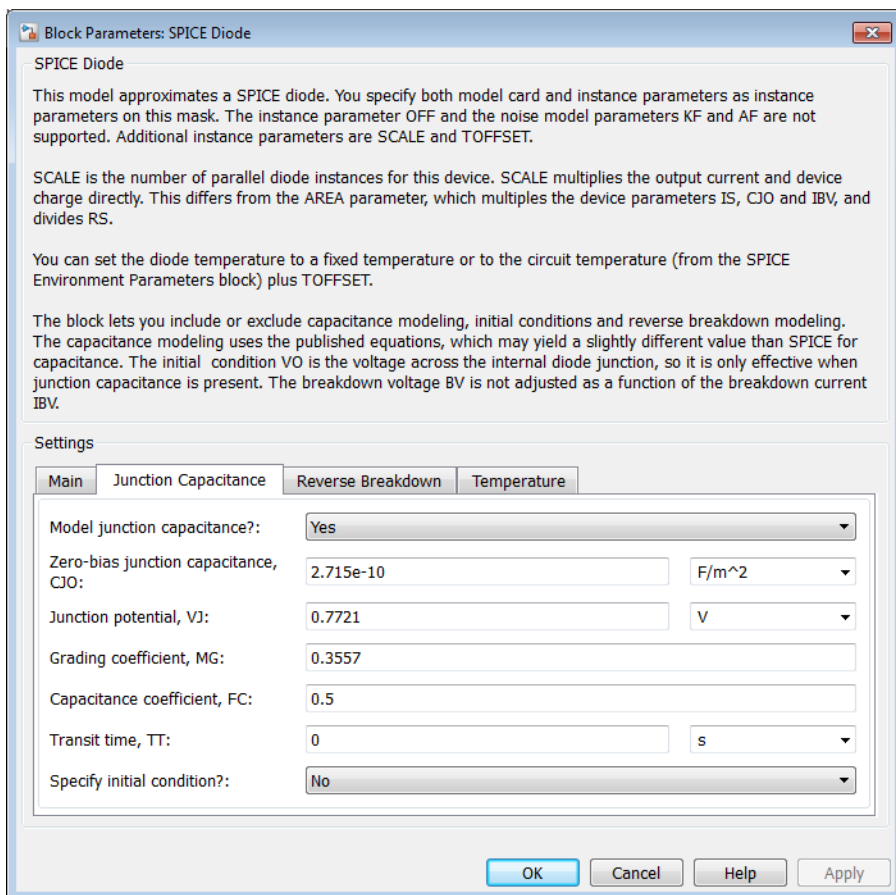 Block Parameters: SPICE Diode
SPICE Diode
This model approximates a SPICE diode. You specify both model card and instance parameters as instance
parameters on this mask. The instance parameter OFF and the noise model parameters KF and AF are not
supported. Additional instance parameters are SCALE and TOFFSET.
SCALE is the number of parallel diode instances for this device. SCALE multiplies the output current and device
charge directly. This differs from the AREA parameter, which multiples the device parameters IS, CJO and IBV, and
divides RS.
You can set the diode temperature to a fixed temperature or to the circuit temperature (from the SPICE
Environment Parameters block) plus TOFFSET.
The block lets you include or exclude capacitance modeling, initial conditions and reverse breakdown modeling.
The capacitance modeling uses the published equations, which may yield a slightly different value than SPICE for
capacitance. The initial condition VO is the voltage across the internal diode junction, so it is only effective when
junction capacitance is present. The breakdown voltage BV is not adjusted as a function of the breakdown current
IBV.
Settings
Main Junction Capacitance Reverse Breakdown Temperature
Model junction capacitance?: Yes
Zero-bias junction capacitance,
CJO: 2.715e-10 F/m^2
Junction potential, VJ: 0.7721 V
Grading coefficient, MG: 0.3557
Capacitance coefficient, FC: 0.5
Transit time, TT: 0 s
Specify initial condition?: No
OK Cancel Help Apply